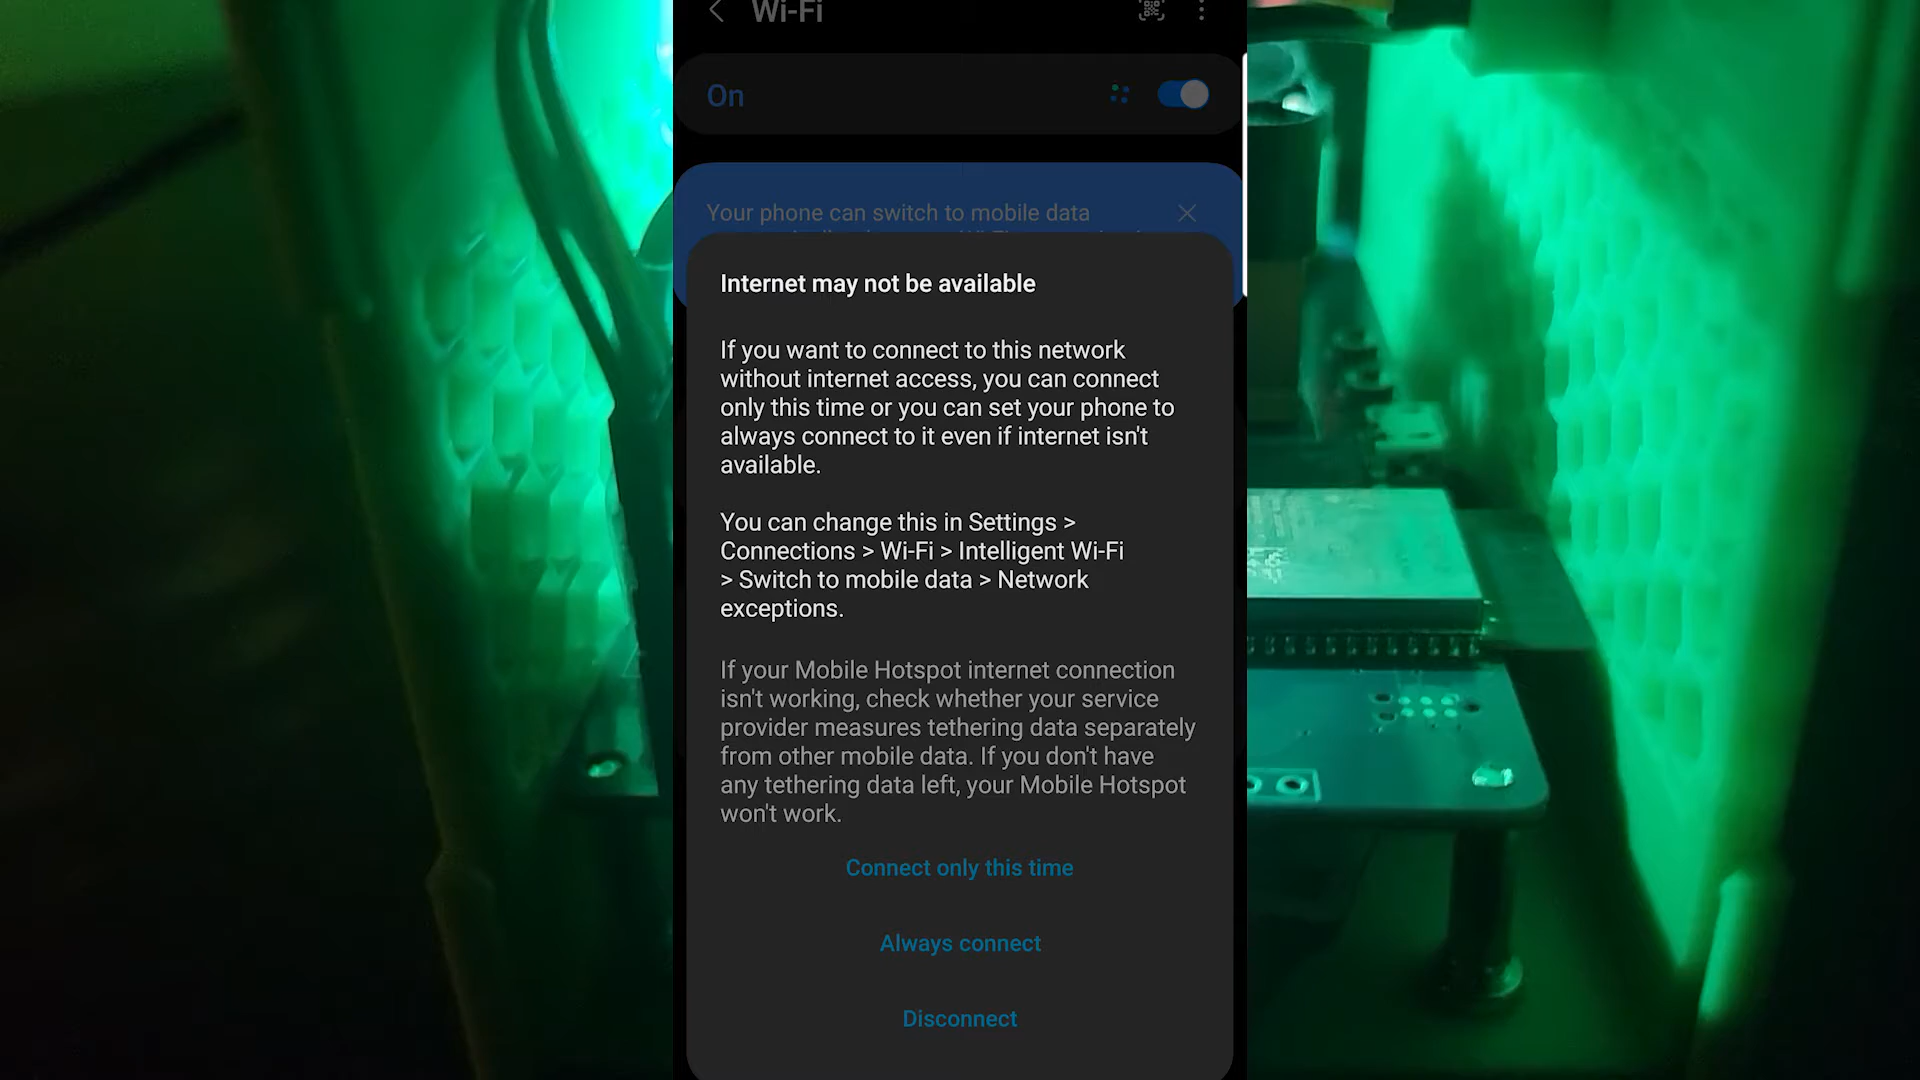 Wi-Fi
On
Your phone can switch to mobile data
Internet may not be available
If you want to connect to this network
without internet access, you can connect
only this time or you can set your phone to
always connect to it even if internet isn't
available.
You can change this in Settings >
Connections > Wi-Fi > Intelligent Wi-Fi
> Switch to mobile data > Network
exceptions.
If your Mobile Hotspot internet connection
isn't working, check whether your service
provider measures tethering data separately
from other mobile data. If you don't have
any tethering data left, your Mobile Hotspot
won't work.
Connect only this time
Always connect
Disconnect